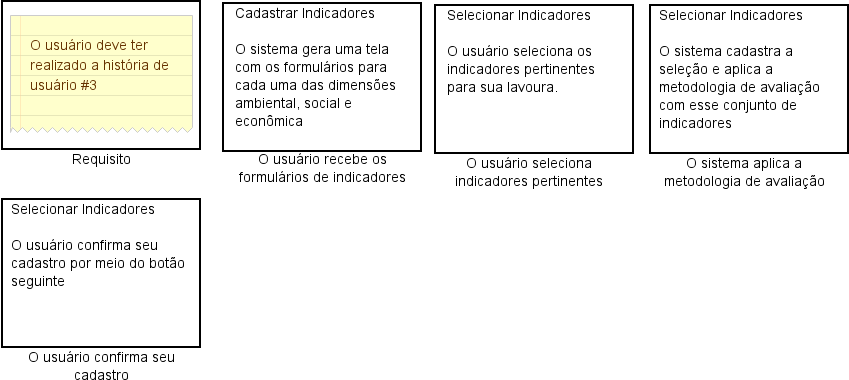 O usuário deve ter
realizado a história de
usuário #3
Requisito
Cadastrar Indicadores
O sistema gera uma tela
com os formulários para
cada uma das dimensões
ambiental, social e
econômica
O usuário recebe os
formulários de indicadores
Selecionar Indicadores
O usuário seleciona os
indicadores pertinentes
para sua lavoura.
O usuário seleciona
indicadores pertinentes
Selecionar Indicadores
O sistema cadastra a
seleção e aplica a
metodologia de avaliação
com esse conjunto de
indicadores
O sistema aplica a
metodologia de avaliação
Selecionar Indicadores
O usuário confirma seu
cadastro por meio do botão
seguinte
O usuário confirma seu
cadastro